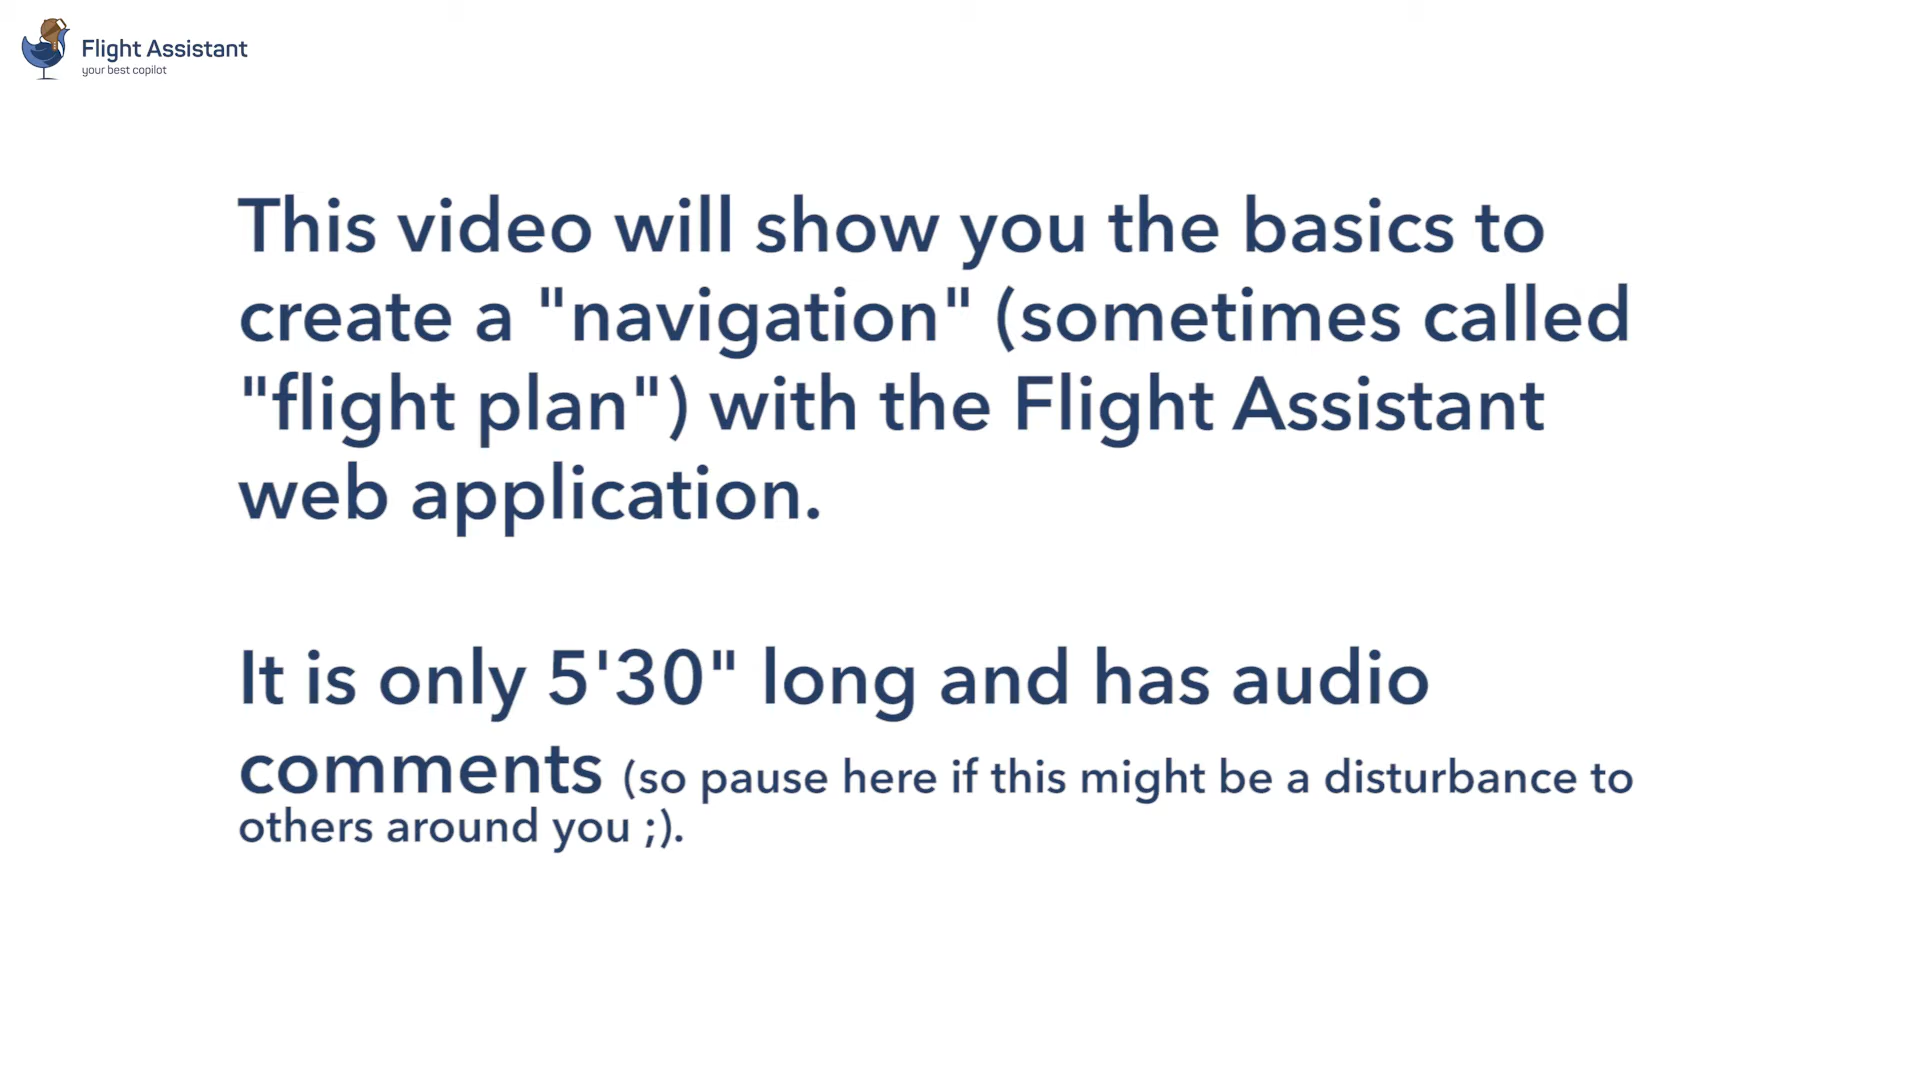 Flight Assistant
your best copilot
This video will show you the basics to
create a "navigation" (sometimes called
"flight plan") with the Flight Assistant
web application.
It is only 5'30" long and has audio
comments (so pause here if this might be a disturbance to
others around you ;).